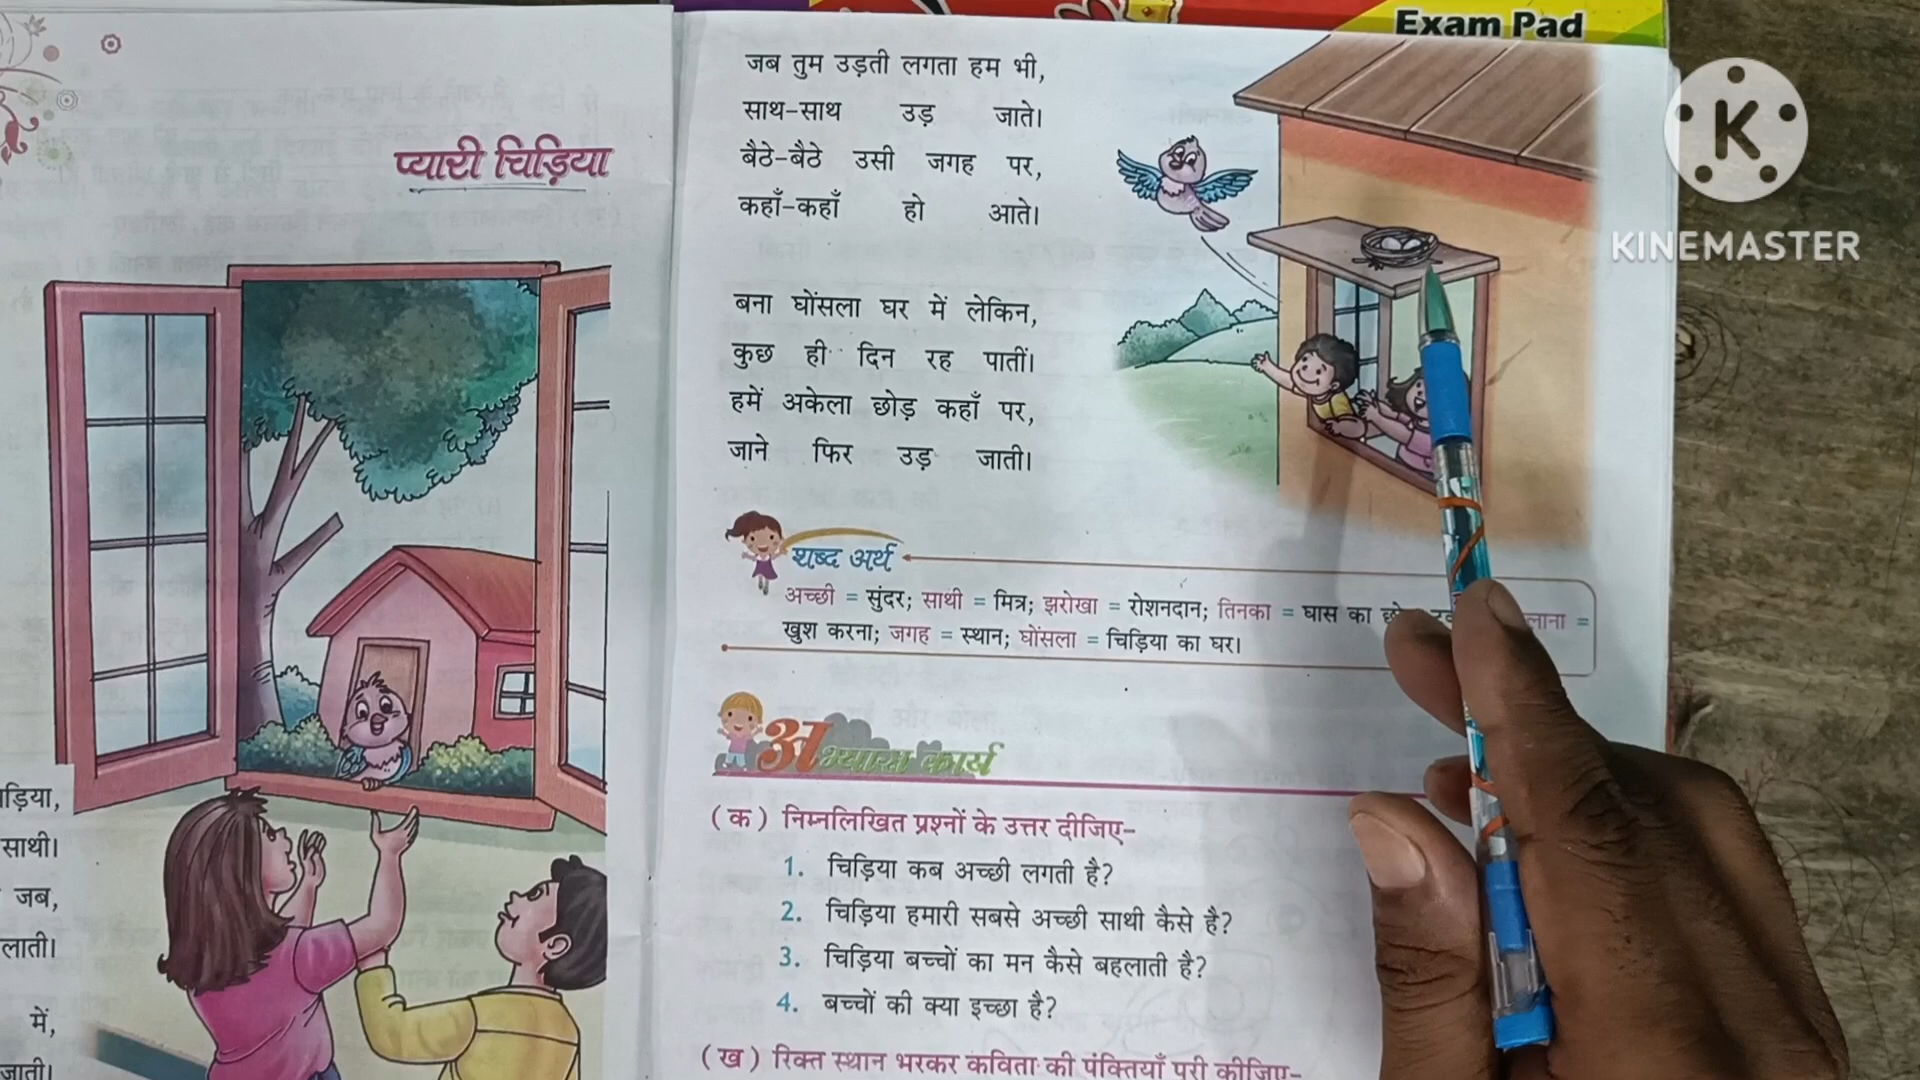 Exam Pad
KINEMASTER
प्यारी चिड़िया
साथी।
जब,
में,
जब तुम उड़ती लगता हम भी,
साथ-साथ उड़ जाते।
बैठे-बैठे उसी जगह पर,
कहाँ-कहाँ हो आते।
बना घोंसला घर में लेकिन,
कुछ ही दिन रह पातीं।
हमें अकेला छोड़ कहाँ पर,
जाने फिर उड़ जाती।
शब्द अर्थ
अच्छी = सुंदर; साथी = मित्र; झरोखा = रोशनदान; तिनका = घास का =
खुश करना; जगह = स्थान; घोंसला = चिड़िया का घर।
अभ्यास कार्य
(क) निम्नलिखित प्रश्नों के उत्तर दीजिए-
1. चिड़िया कब अच्छी लगती है?
2. चिड़िया हमारी सबसे अच्छी साथी कैसे है?
3. चिड़िया बच्चों का मन कैसे बहलाती है?
4. बच्चों की क्या इच्छा है?
(ख) रिक्त स्थान भरकर कविता की पंक्तियाँ पूरी कीजिए-